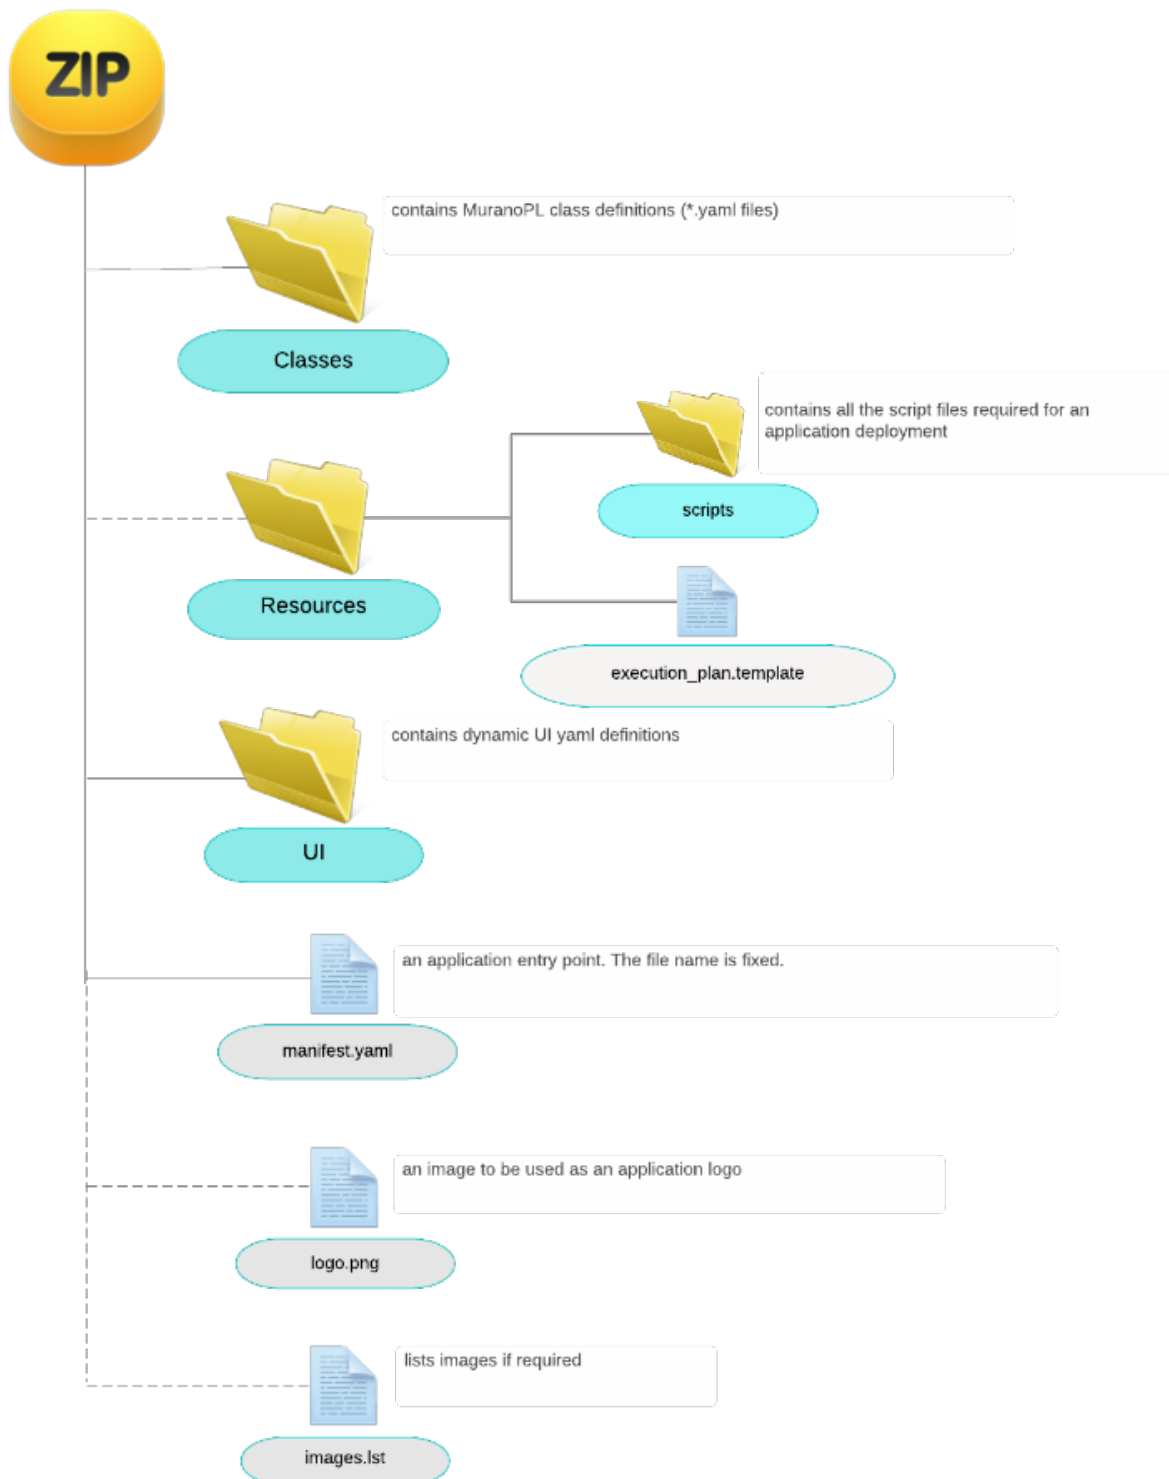 ZIP
contains MuranoPL class definitions (*.yaml files)
Classes
contains all the script files required for an
application deployment
scripts
Resources
execution_plan.template
contains dynamic UI yaml definitions
UI
an application entry point. The file name is fixed.
manifest.yaml
an image to be used as an application logo
logo.png
lists images if required
images.lst